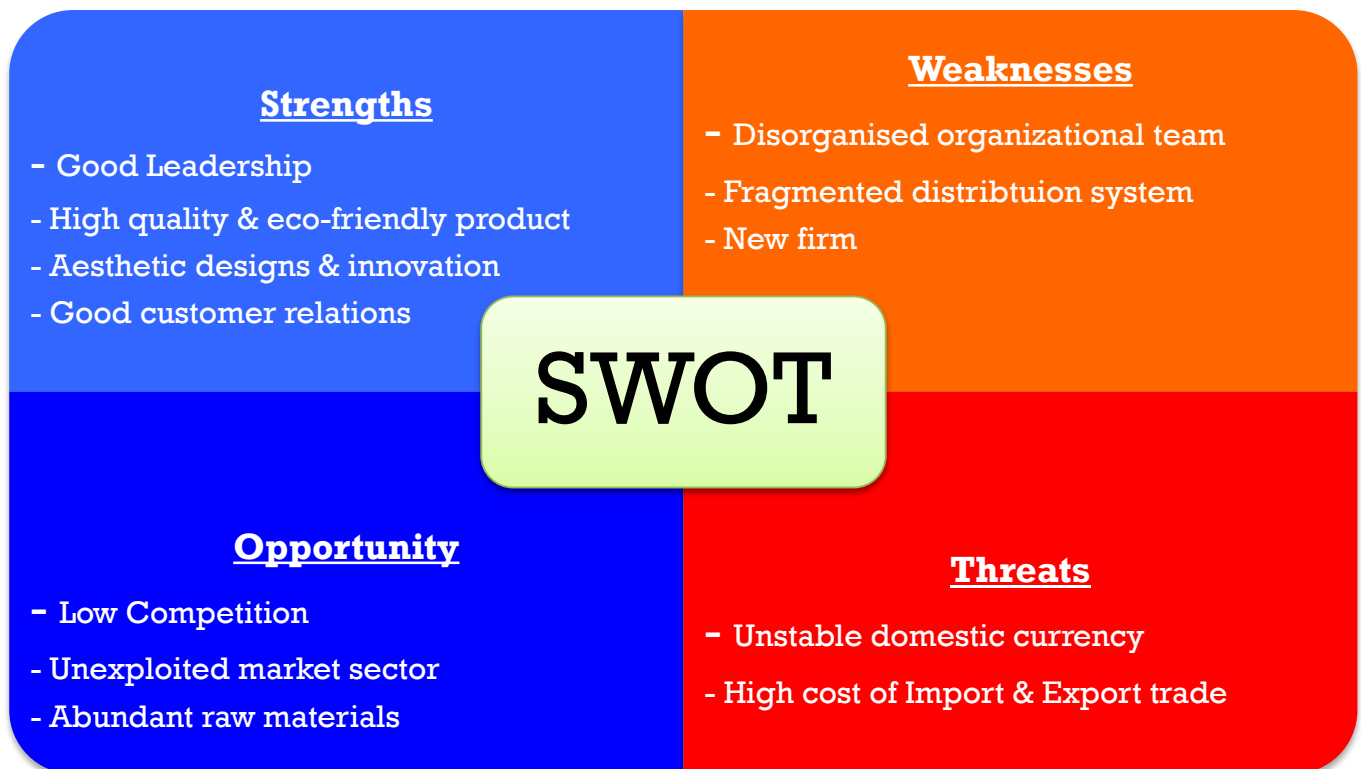 Strengths
- Good Leadership
- High quality & eco-friendly product
- Aesthetic designs & innovation
- Good customer relations
Weaknesses
- Disorganised organizational team
- Fragmented distribtuion system
- New firm
SWOT
Opportunity
- Low Competition
- Unexploited market sector
- Abundant raw materials
Threats
- Unstable domestic currency
- High cost of Import & Export trade